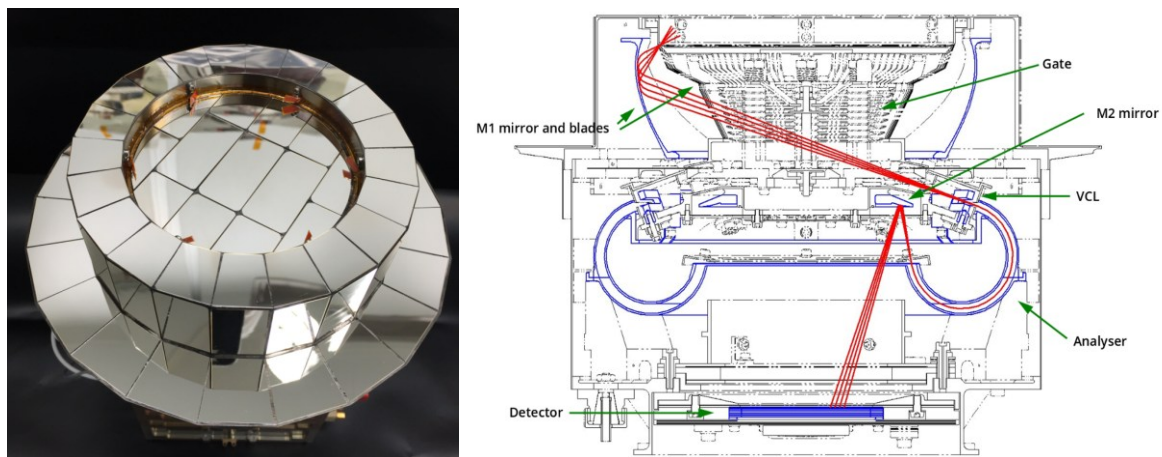 Gate
M1 mirror and blades
M2 mirror
VCL
Analyser
Detector